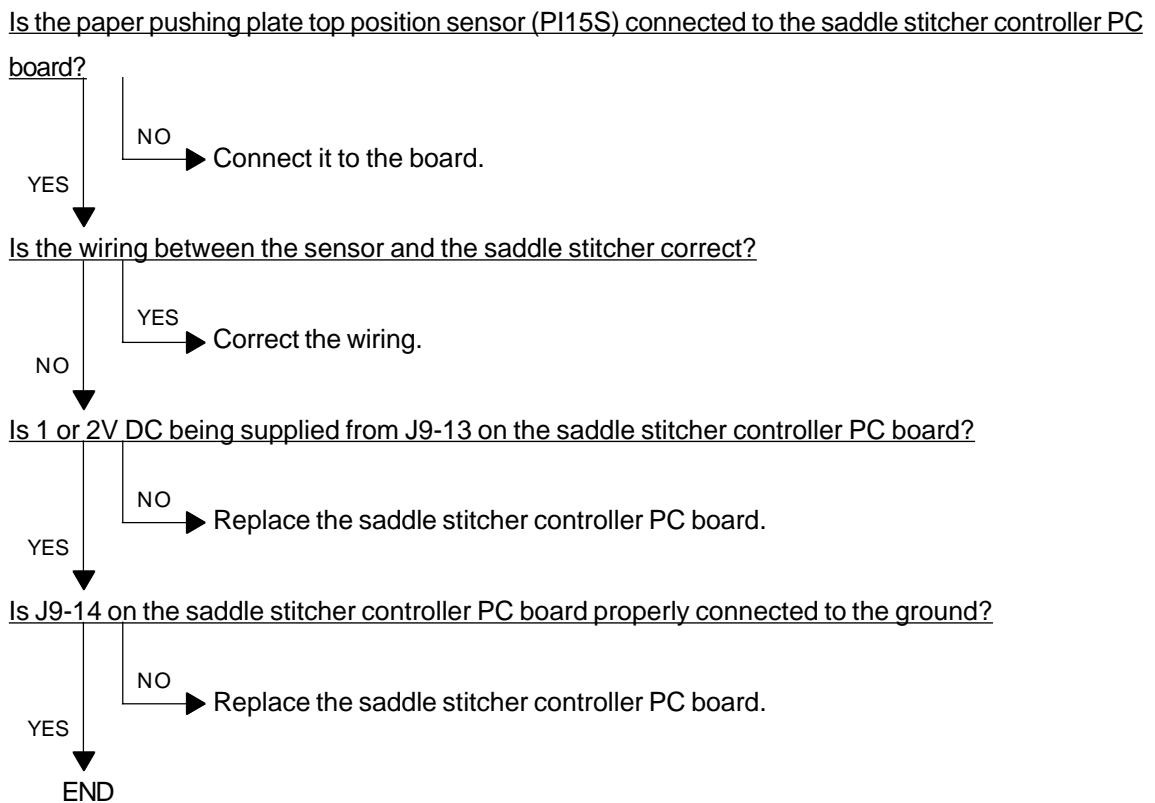 Is the paper pushing plate top position sensor (PI15S) connected to the saddle stitcher controller PC
board?
NO
Connect it to the board.
YES
Is the wiring between the sensor and the saddle stitcher correct?
YES
Correct the wiring.
NO
Is 1 or 2V DC being supplied from J9-13 on the saddle stitcher controller PC board?
NO
Replace the saddle stitcher controller PC board.
YES
Is J9-14 on the saddle stitcher controller PC board properly connected to the ground?
NO
Replace the saddle stitcher controller PC board.
YES
END